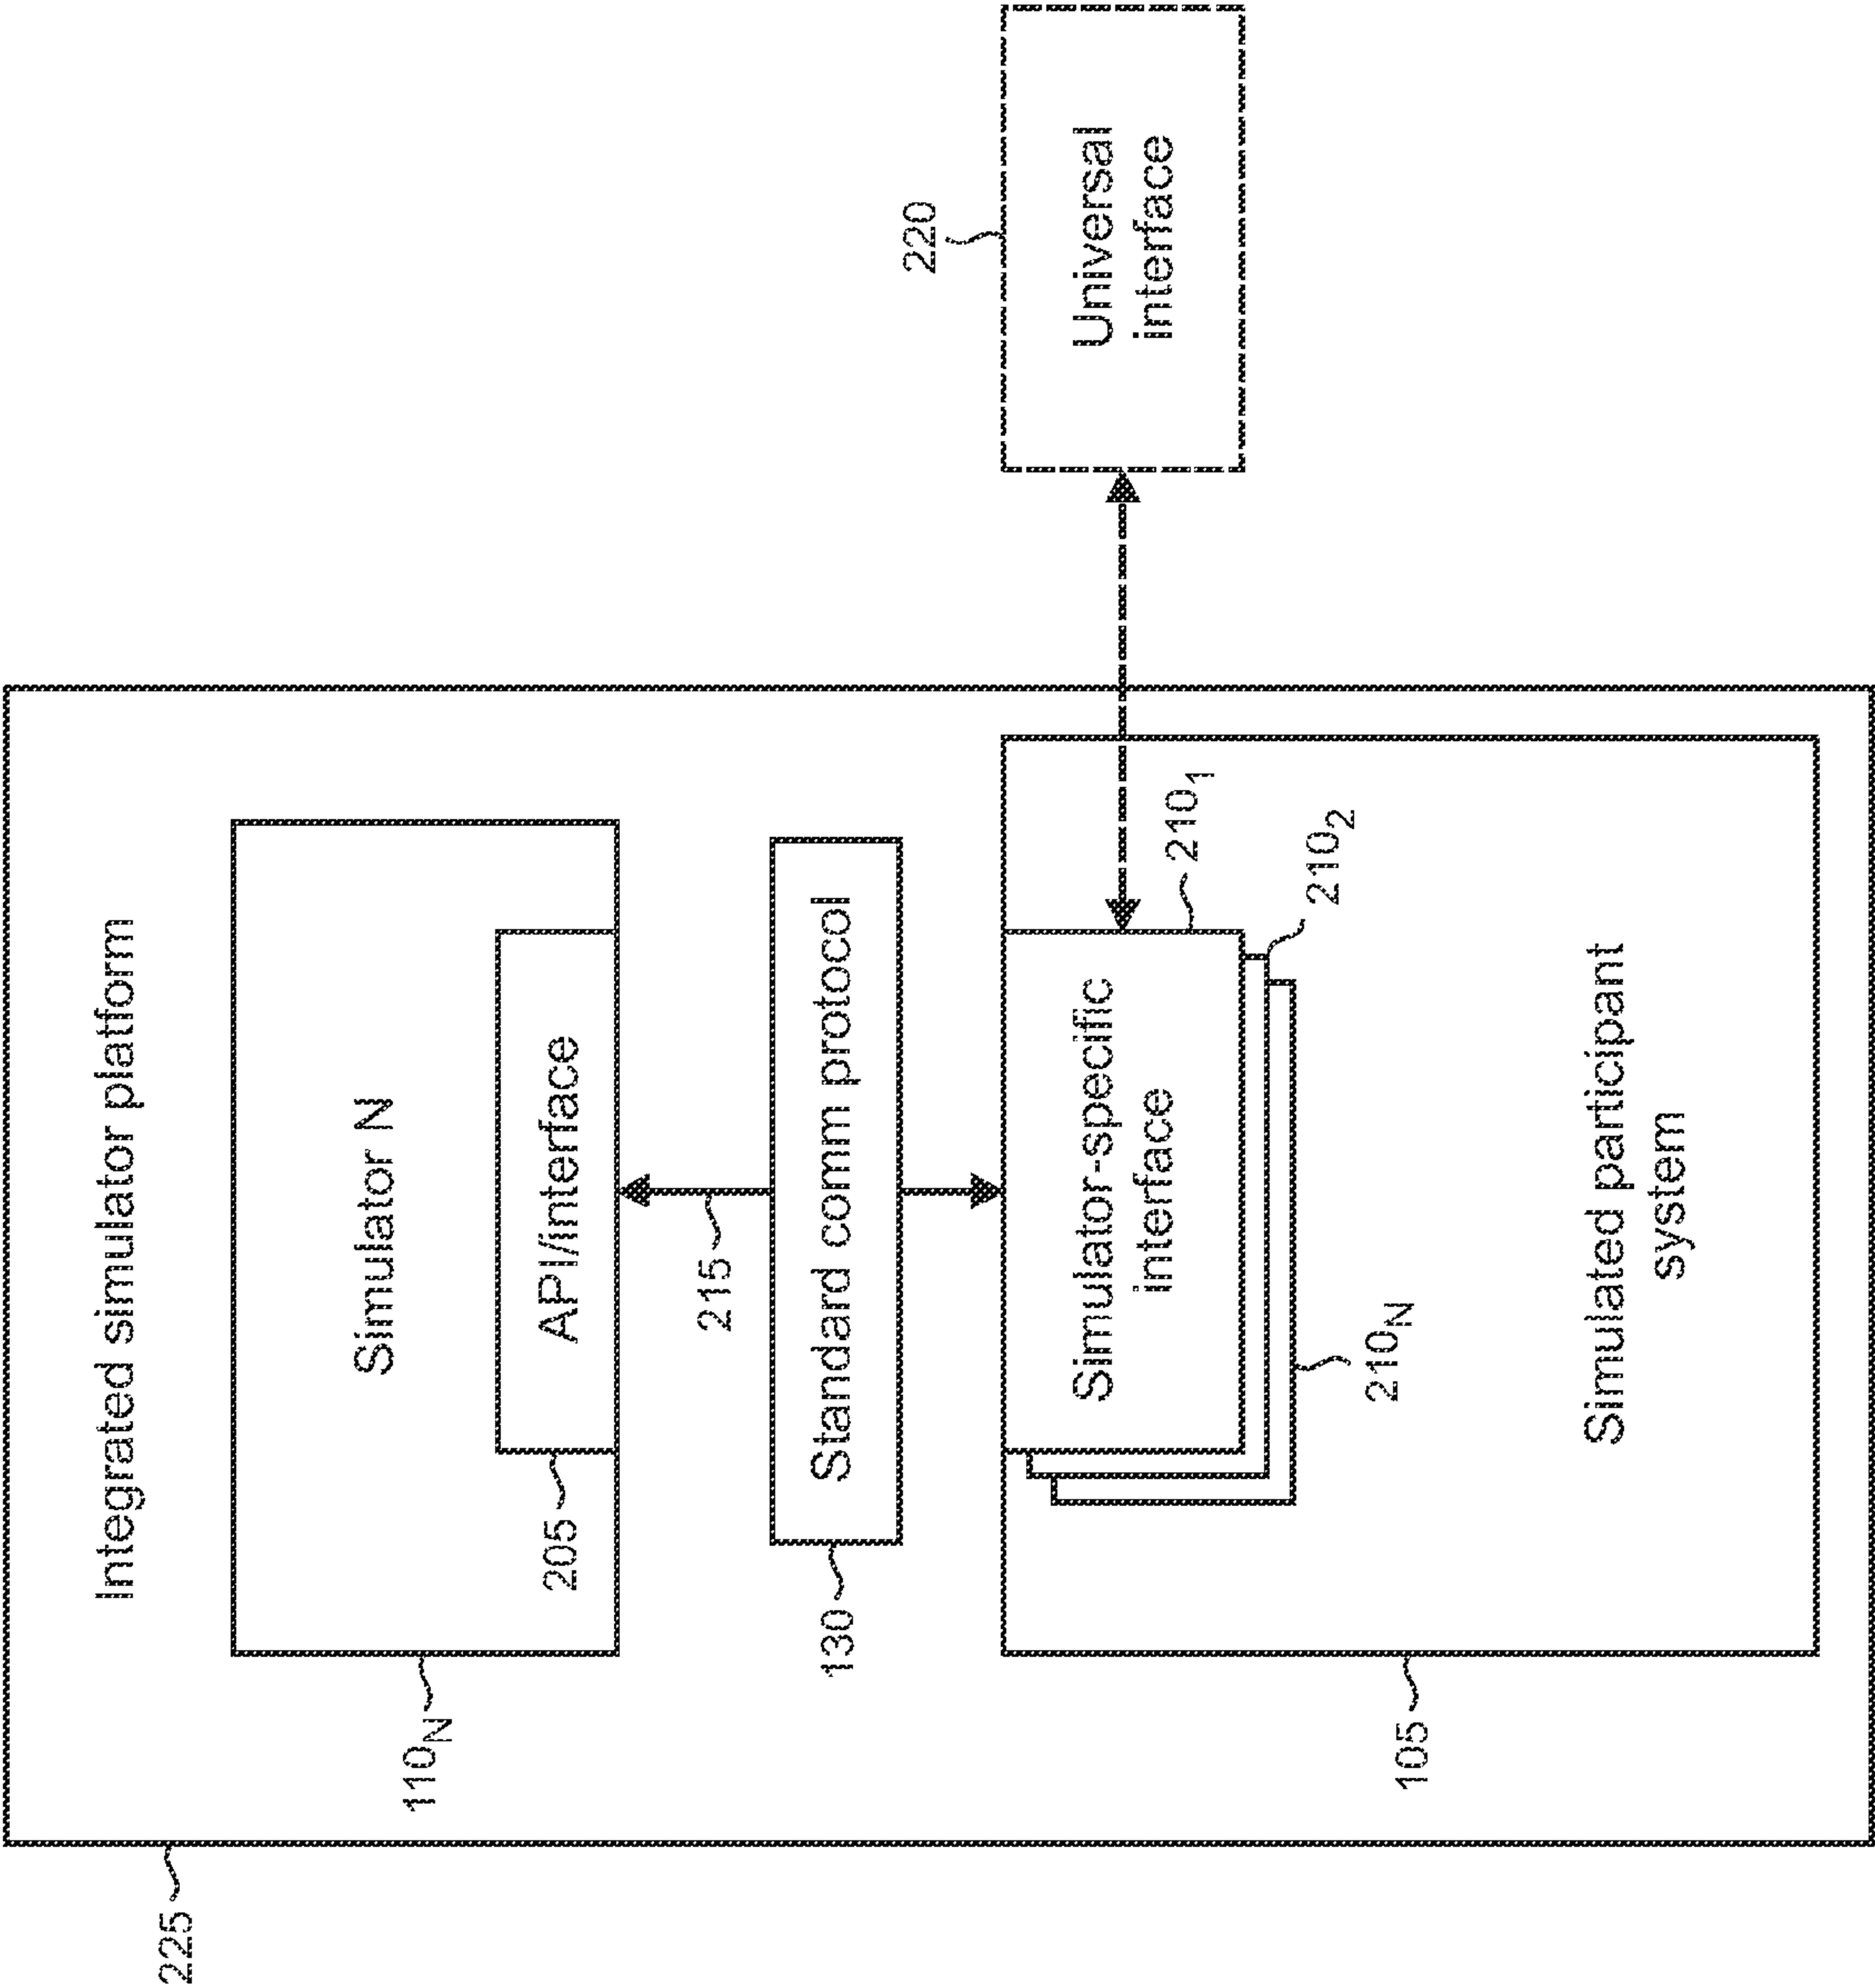 225
Integrated simulator platform
110N
Simulator N
205
API/interface
215
130
Standard comm protocol
220
Universal
interface
Simulator-specific
interface
2101
2102
210N
105
Simulated participant
system